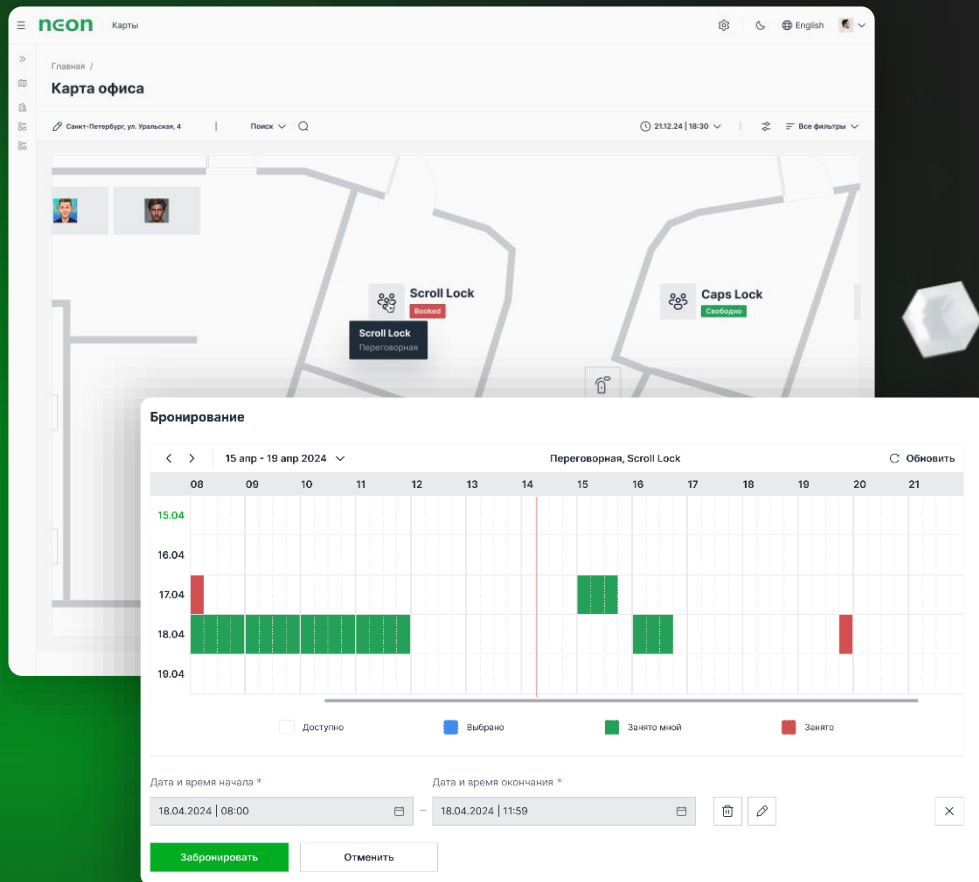 neon Карты English
Главная /
Карта офиса
Санкт-Петербург, ул. Уральская, 4 | Поиск 21.12.24 | 18:30 | Все фильтры
Scroll Lock
Booked
Caps Lock
Свободно
Scroll Lock
Переговорная
Бронирование
15 апр - 19 апр 2024 Переговорная, Scroll Lock Обновить
08 09 10 11 12 13 14 15 16 17 18 19 20 21
15.04
16.04
17.04
18.04
19.04
Доступно Выбрано Занято мной Занято
Дата и время начала * Дата и время окончания *
18.04.2024 | 08:00 – 18.04.2024 | 11:59
Забронировать Отменить